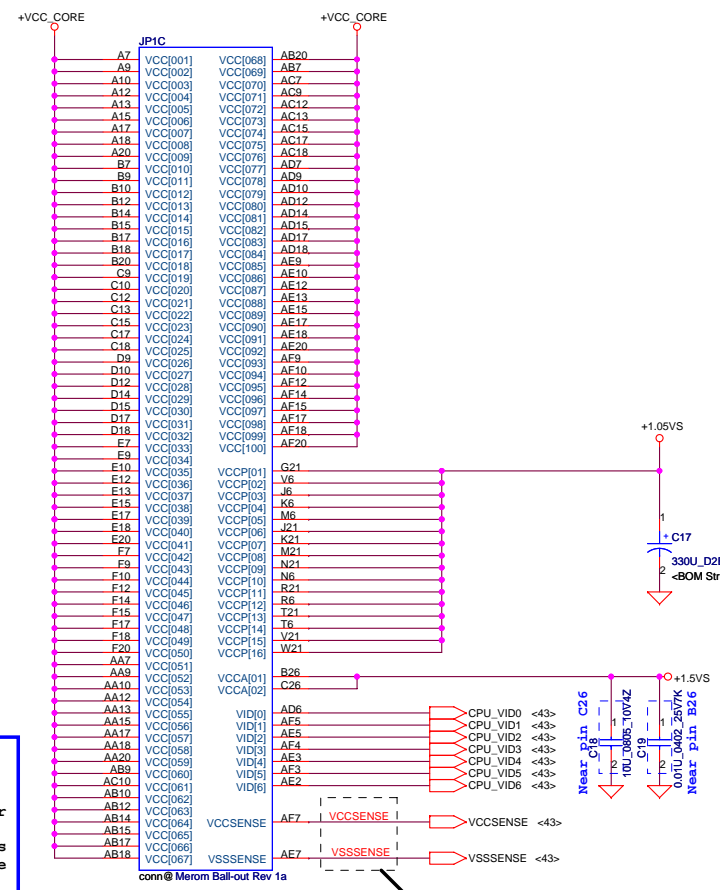 +VCC_CORE +VCC_CORE
JP1C
A7 VCC[001] VCC[068] AB20
A9 VCC[002] VCC[069] AB7
A10 VCC[003] VCC[070] AC7
A12 VCC[004] VCC[071] AC9
A13 VCC[005] VCC[072] AC12
A15 VCC[006] VCC[073] AC13
A17 VCC[007] VCC[074] AC15
A18 VCC[008] VCC[075] AC17
A20 VCC[009] VCC[076] AC18
B7 VCC[010] VCC[077] AD7
B9 VCC[011] VCC[078] AD9
B10 VCC[012] VCC[079] AD10
B12 VCC[013] VCC[080] AD12
B14 VCC[014] VCC[081] AD14
B15 VCC[015] VCC[082] AD15
B17 VCC[016] VCC[083] AD17
B18 VCC[017] VCC[084] AD18
B20 VCC[018] VCC[085] AE9
C9 VCC[019] VCC[086] AE10
C10 VCC[020] VCC[087] AE12
C12 VCC[021] VCC[088] AE13
C13 VCC[022] VCC[089] AE15
C15 VCC[023] VCC[090] AE17
C17 VCC[024] VCC[091] AE18
C18 VCC[025] VCC[092] AE20
D9 VCC[026] VCC[093] AF9
D10 VCC[027] VCC[094] AF10
D12 VCC[028] VCC[095] AF12
D14 VCC[029] VCC[096] AF14
D15 VCC[030] VCC[097] AF15
D17 VCC[031] VCC[098] AF17
D18 VCC[032] VCC[099] AF18
E7 VCC[033] VCC[100] AF20
E9 VCC[034]
E10 VCC[035] VCCP[01] G21
E12 VCC[036] VCCP[02] V6
E13 VCC[037] VCCP[03] J6
E15 VCC[038] VCCP[04] K6
E17 VCC[039] VCCP[05] M6
E18 VCC[040] VCCP[06] J21
E20 VCC[041] VCCP[07] K21
F7 VCC[042] VCCP[08] M21
F9 VCC[043] VCCP[09] N21
F10 VCC[044] VCCP[10] N6
F12 VCC[045] VCCP[11] R21
F14 VCC[046] VCCP[12] R6
F15 VCC[047] VCCP[13] T21
F17 VCC[048] VCCP[14] T6
F18 VCC[049] VCCP[15] V21
F20 VCC[050] VCCP[16] W21
AA7 VCC[051]
AA9 VCC[052] VCCA[01] B26
AA10 VCC[053] VCCA[02] C26
AA12 VCC[054]
AA13 VCC[055] VID[0] AD6 CPU_VID0 <43>
AA15 VCC[056] VID[1] AF5 CPU_VID1 <43>
AA17 VCC[057] VID[2] AE5 CPU_VID2 <43>
AA18 VCC[058] VID[3] AF4 CPU_VID3 <43>
AA20 VCC[059] VID[4] AE3 CPU_VID4 <43>
AB9 VCC[060] VID[5] AF3 CPU_VID5 <43>
AC10 VCC[061] VID[6] AE2 CPU_VID6 <43>
AB10 VCC[062]
AB12 VCC[063]
AB14 VCC[064] VCCSENSE AF7 VCCSENSE VCCSENSE <43>
AB15 VCC[065]
AB17 VCC[066]
AB18 VCC[067] VSSSENSE AE7 VSSSENSE VSSSENSE <43>
conn@ Merom Ball-out Rev 1a
+1.05VS
1
+ C17
330U_D2
2 <BOM Str
+1.5VS
Near pin C26
C18
1
2
10U_0805_10V4Z
C19
1
2
0.01U_0402_25V7K
Near pin B26
r
s
e